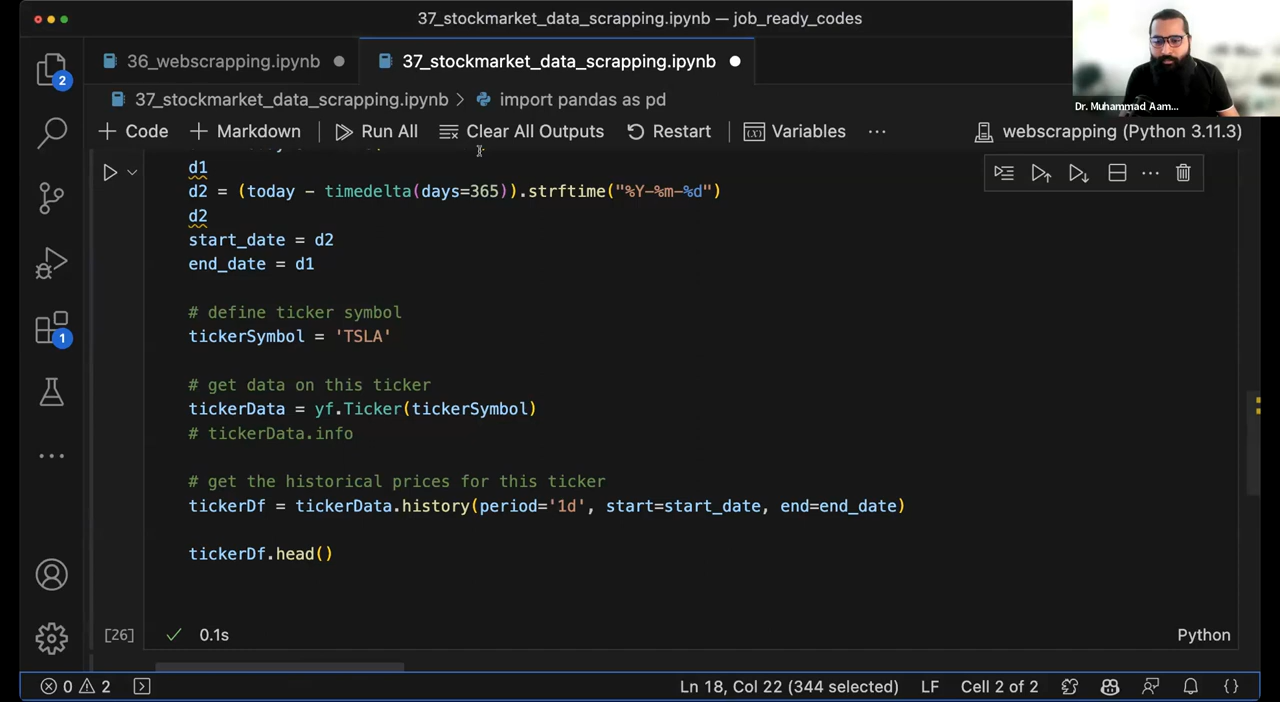 37_stockmarket_data_scrapping.ipynb — job_ready_codes
36_webscrapping.ipynb
37_stockmarket_data_scrapping.ipynb
Dr. Muhammad Aam...
2
37_stockmarket_data_scrapping.ipynb > import pandas as pd
+ Code + Markdown Run All Clear All Outputs Restart Variables ... webscrapping (Python 3.11.3)
d1
d2 = (today - timedelta(days=365)).strftime("%Y-%m-%d")
d2
start_date = d2
end_date = d1
# define ticker symbol
tickerSymbol = 'TSLA'
1
# get data on this ticker
tickerData = yf.Ticker(tickerSymbol)
# tickerData.info
# get the historical prices for this ticker
tickerDf = tickerData.history(period='1d', start=start_date, end=end_date)
tickerDf.head()
[26] 0.1s Python
0 2 Ln 18, Col 22 (344 selected) LF Cell 2 of 2 {}